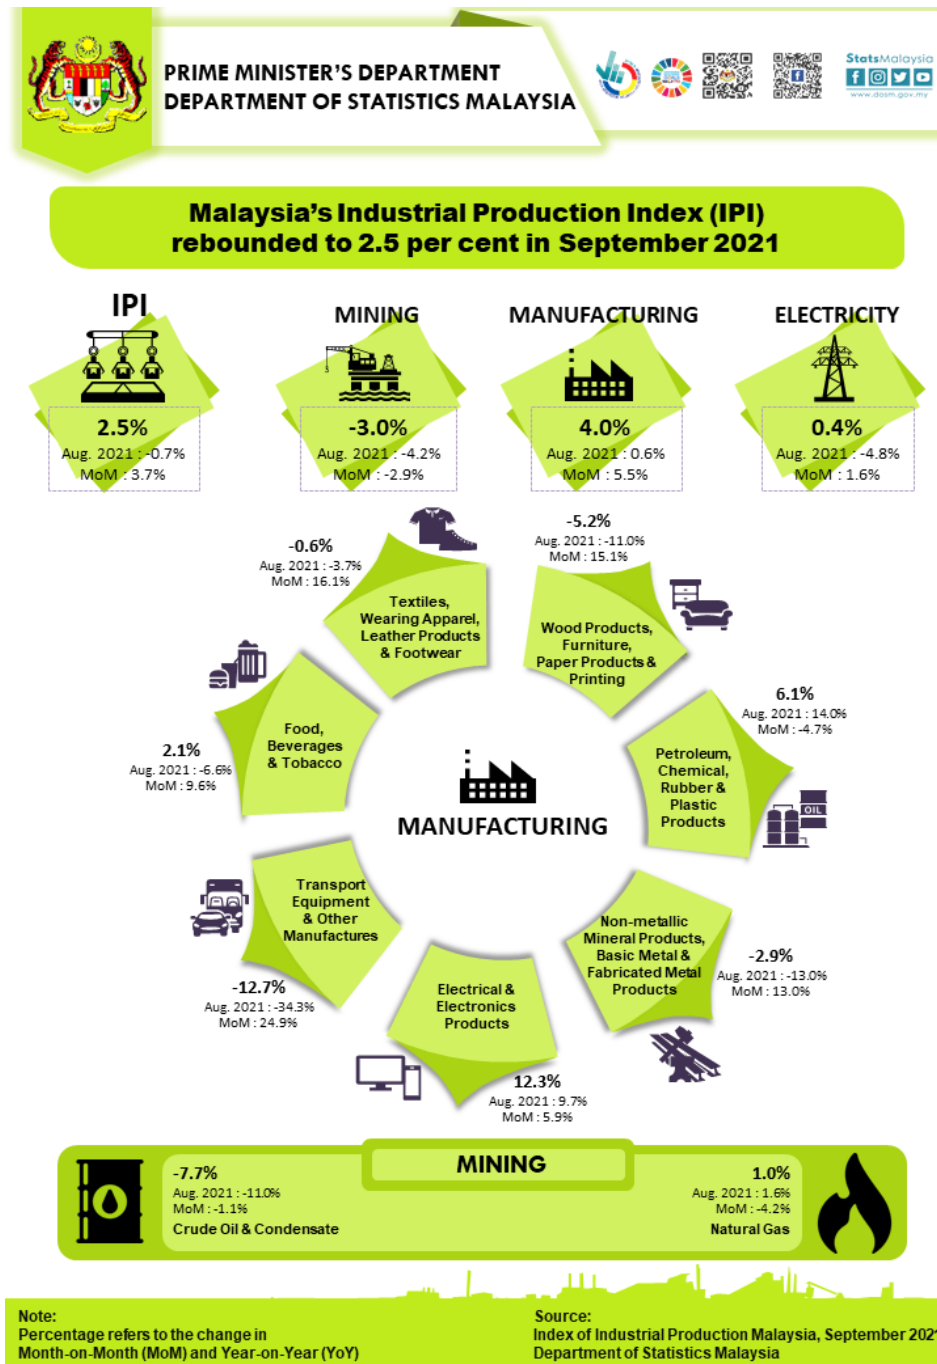 PRIME MINISTER'S DEPARTMENT
DEPARTMENT OF STATISTICS MALAYSIA
StatsMalaysia
www.dosm.gov.my
Malaysia's Industrial Production Index (IPI)
rebounded to 2.5 per cent in September 2021
IPI
2.5%
Aug. 2021 : -0.7%
MoM : 3.7%
MINING
-3.0%
Aug. 2021 : -4.2%
MoM : -2.9%
MANUFACTURING
4.0%
Aug. 2021 : 0.6%
MoM : 5.5%
ELECTRICITY
0.4%
Aug. 2021 : -4.8%
MoM : 1.6%
-0.6%
Aug. 2021 : -3.7%
MoM : 16.1%
Textiles,
Wearing Apparel,
Leather Products
& Footwear
-5.2%
Aug. 2021 : -11.0%
MoM : 15.1%
Wood Products,
Furniture,
Paper Products &
Printing
2.1%
Aug. 2021 : -6.6%
MoM : 9.6%
Food,
Beverages
& Tobacco
6.1%
Aug. 2021 : 14.0%
MoM : -4.7%
Petroleum,
Chemical,
Rubber &
Plastic
Products
OIL
MANUFACTURING
Transport
Equipment
& Other
Manufactures
-12.7%
Aug. 2021 : -34.3%
MoM : 24.9%
Electrical &
Electronics
Products
12.3%
Aug. 2021 : 9.7%
MoM : 5.9%
Non-metallic
Mineral Products,
Basic Metal &
Fabricated Metal
Products
-2.9%
Aug. 2021 : -13.0%
MoM : 13.0%
MINING
-7.7%
Aug. 2021 : -11.0%
MoM : -1.1%
Crude Oil & Condensate
1.0%
Aug. 2021 : 1.6%
MoM : -4.2%
Natural Gas
Note:
Percentage refers to the change in
Month-on-Month (MoM) and Year-on-Year (YoY)
Source:
Index of Industrial Production Malaysia, September 2021
Department of Statistics Malaysia